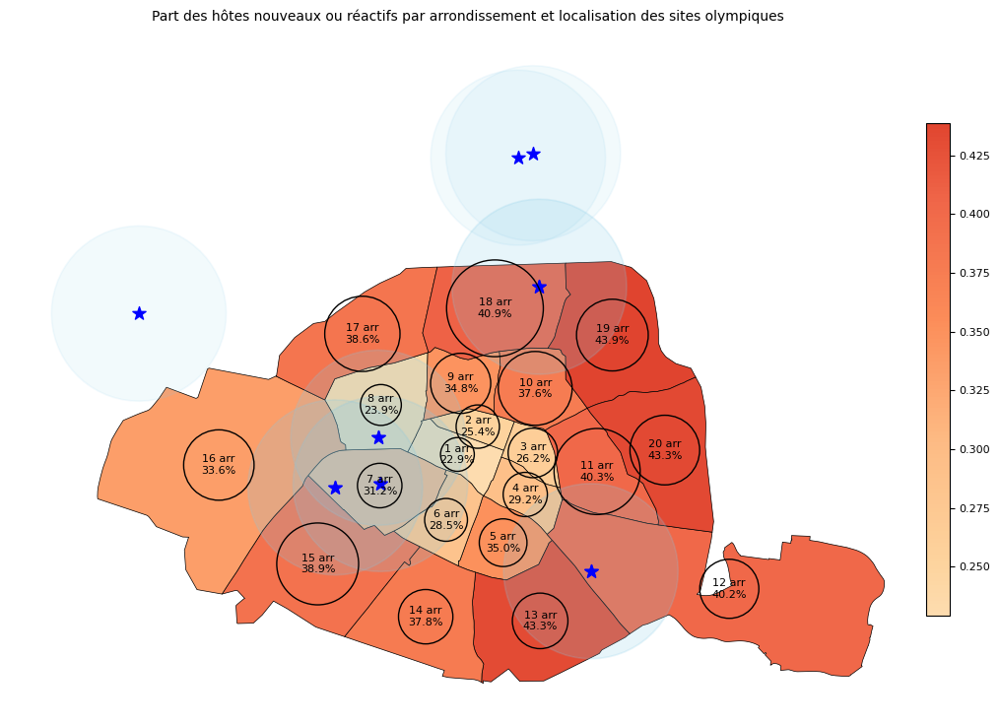 Part des hôtes nouveaux ou réactifs par arrondissement et localisation des sites olympiques
18 arr
40.9%
17 arr
38.6%
19 arr
43.9%
9 arr
34.8%
10 arr
37.6%
8 arr
23.9%
2 arr
25.4%
1 arr
22.9%
3 arr
26.2%
20 arr
43.3%
16 arr
33.6%
11 arr
40.3%
7 arr
31.2%
4 arr
29.2%
6 arr
28.5%
5 arr
35.0%
15 arr
38.9%
12 arr
40.2%
14 arr
37.8%
13 arr
43.3%
0.425
0.400
0.375
0.350
0.325
0.300
0.275
0.250